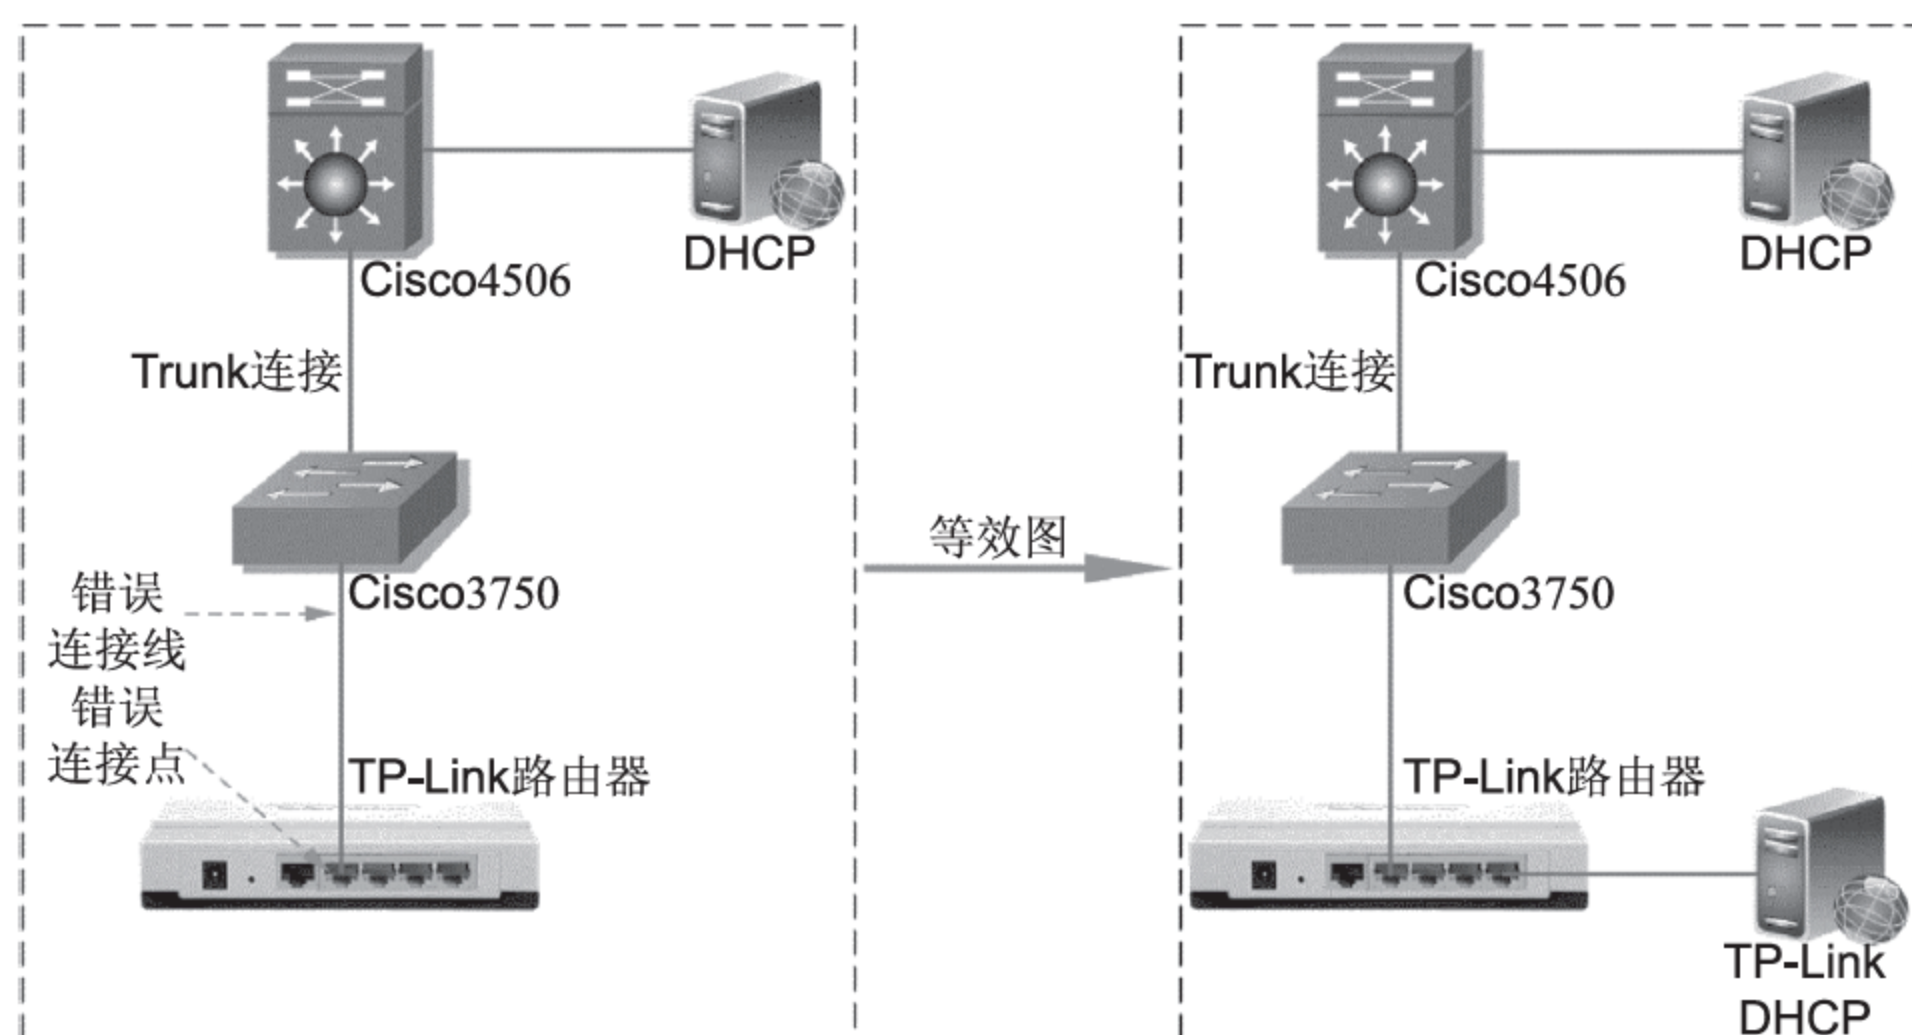 DHCP
Cisco4506
Trunk连接
Cisco3750
错误
连接线
错误
连接点
TP-Link路由器
等效图
DHCP
Cisco4506
Trunk连接
Cisco3750
TP-Link路由器
TP-Link
DHCP